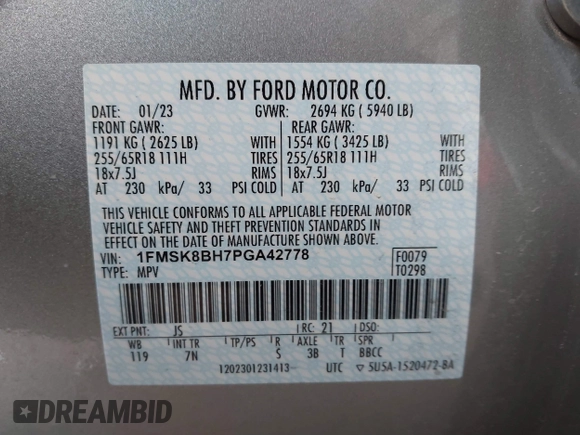 MFD. BY FORD MOTOR CO.
DATE: 01/23 GVWR: 2694 KG ( 5940 LB)
FRONT GAWR: REAR GAWR:
1191 KG ( 2625 LB) WITH 1554 KG ( 3425 LB) WITH
255/65R18 111H TIRES 255/65R18 111H TIRES
18x7.5J RIMS 18x7.5J RIMS
AT 230 kPa/ 33 PSI COLD AT 230 kPa/ 33 PSI COLD
THIS VEHICLE CONFORMS TO ALL APPLICABLE FEDERAL MOTOR
VEHICLE SAFETY AND THEFT PREVENTION STANDARDS IN
EFFECT ON THE DATE OF MANUFACTURE SHOWN ABOVE.
VIN: 1FMSK8BH7PGA42778 F0079
TYPE: MPV T0298
EXT PNT: JS RC: 21 DSO:
WB INT TR TP/PS R AXLE TR SPR
119 7N S 3B T BBCC
1202301231413 UTC ▽ 5U5A-1520472-BA
DREAMBID